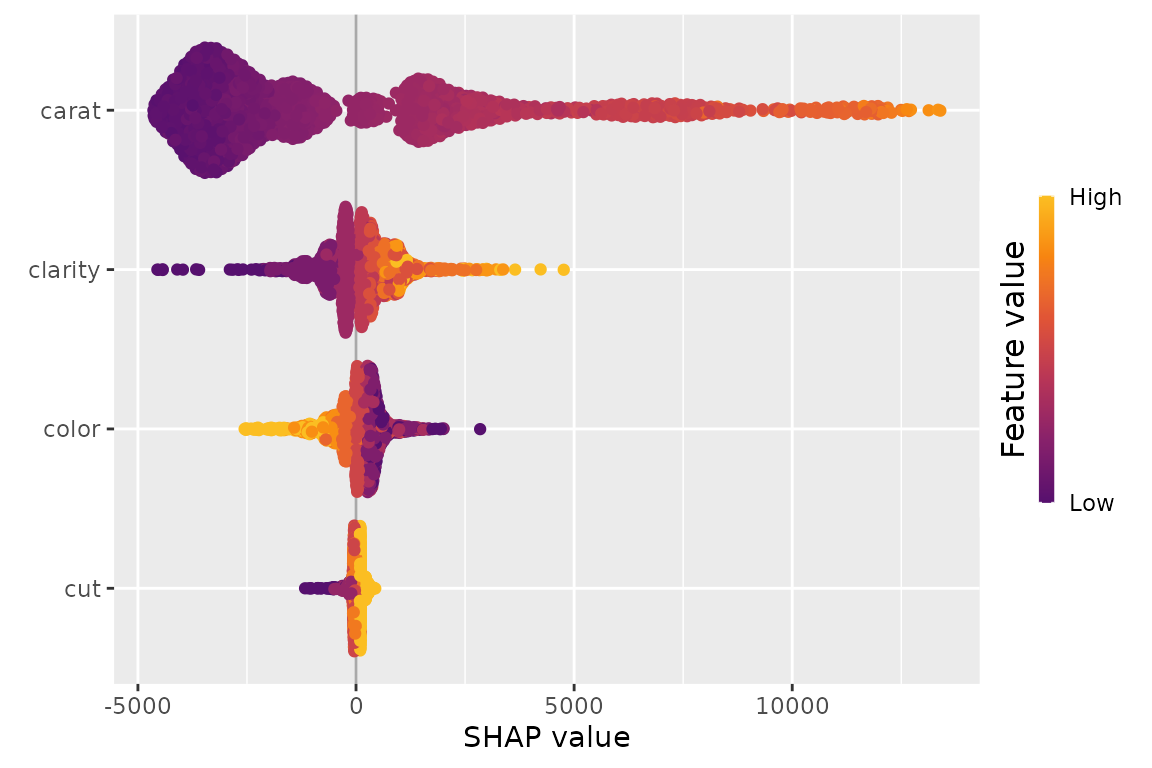 carat
clarity
color
cut
-5000
0
5000
10000
SHAP value
Feature value
High
Low